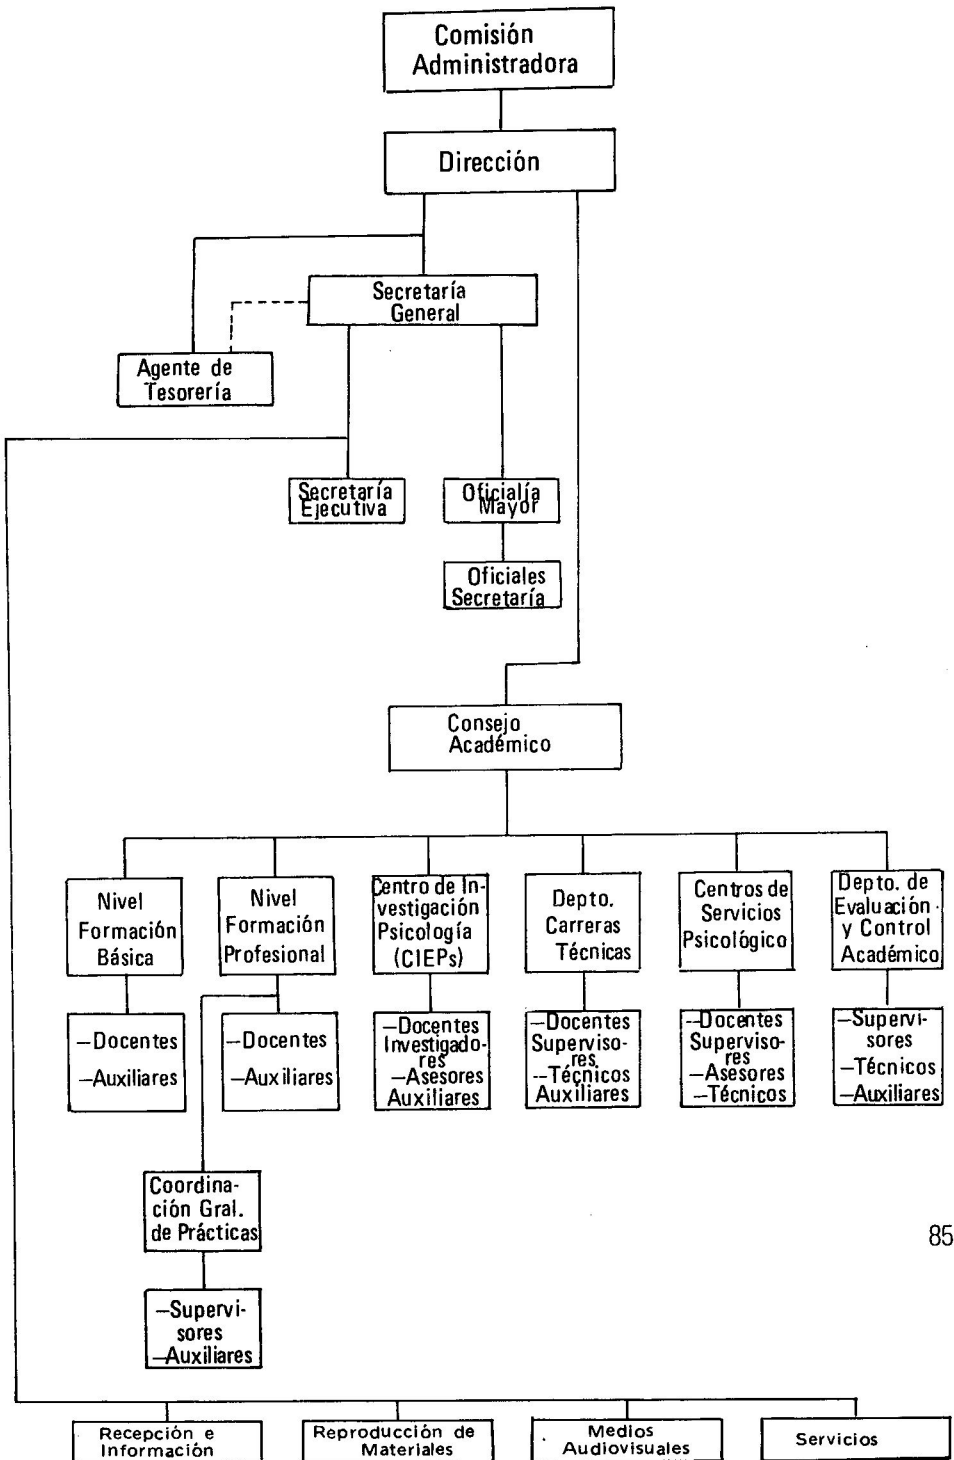 Comisión
Administradora
Dirección
Secretaría
General
Agente de
Tesorería
Secretaría
Ejecutiva
Oficialía
Mayor
Oficiales
Secretaría
Consejo
Académico
Nivel
Formación
Básica
Nivel
Formación
Profesional
Centro de In-
vestigación
Psicología
(CIEPs)
Depto.
Carreras
Técnicas
Centros de
Servicios
Psicológico
Depto. de
Evaluación
y Control
Académico
—Docentes
—Auxiliares
—Docentes
—Auxiliares
—Docentes
Investigado-
res
—Asesores
Auxiliares
—Docentes
Superviso-
res
—Técnicos
Auxiliares
—Docentes
Superviso-
res
—Asesores
—Técnicos
—Supervi-
sores
—Técnicos
—Auxiliares
Coordina-
ción Gral.
de Prácticas
85
—Supervi-
sores
—Auxiliares
Recepción e
Información
Reproducción de
Materiales
Medios
Audiovisuales
Servicios